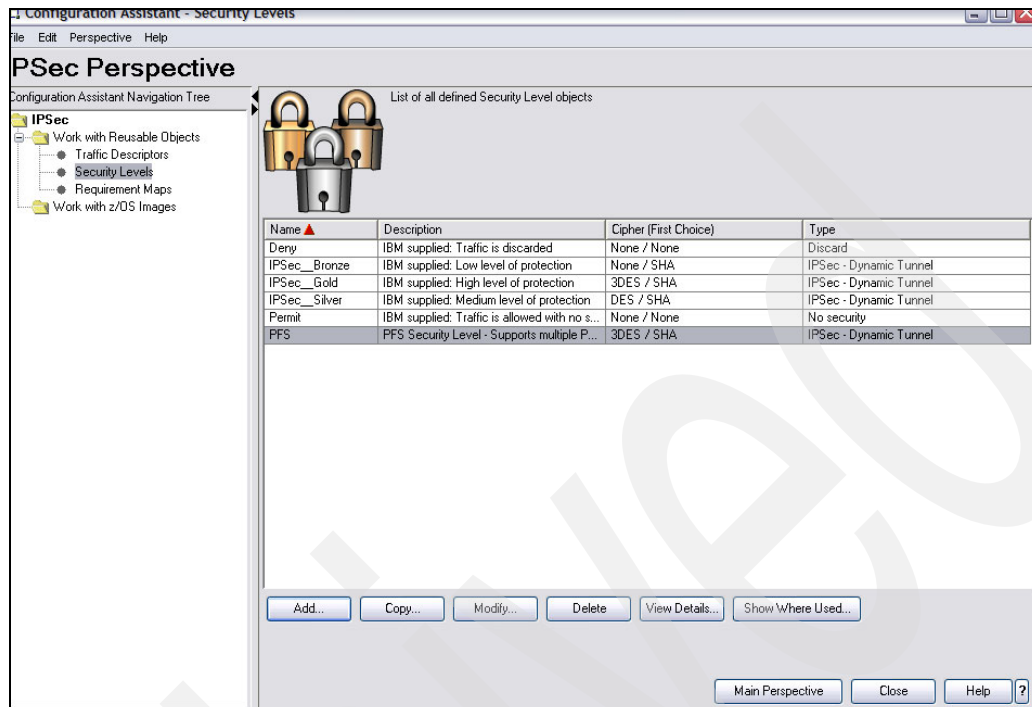 Configuration Assistant - Security Levels
File Edit Perspective Help
IPSec Perspective
Configuration Assistant Navigation Tree
IPSec
Work with Reusable Objects
Traffic Descriptors
Security Levels
Requirement Maps
Work with z/OS Images
List of all defined Security Level objects
Name Description Cipher (First Choice) Type
Deny IBM supplied: Traffic is discarded None / None Discard
IPSec__Bronze IBM supplied: Low level of protection None / SHA IPSec - Dynamic Tunnel
IPSec__Gold IBM supplied: High level of protection 3DES / SHA IPSec - Dynamic Tunnel
IPSec__Silver IBM supplied: Medium level of protection DES / SHA IPSec - Dynamic Tunnel
Permit IBM supplied: Traffic is allowed with no s... None / None No security
PFS PFS Security Level - Supports multiple P... 3DES / SHA IPSec - Dynamic Tunnel
Add... Copy... Modify... Delete View Details... Show Where Used...
Main Perspective Close Help ?